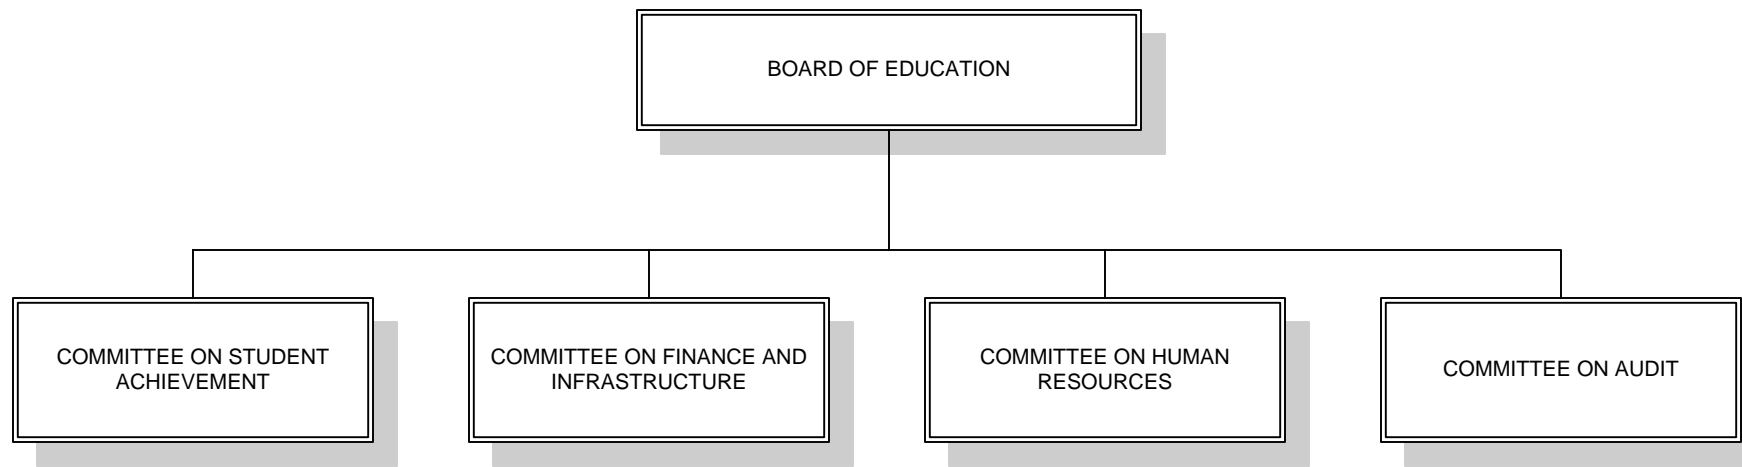 BOARD OF EDUCATION
COMMITTEE ON STUDENT
ACHIEVEMENT
COMMITTEE ON FINANCE AND
INFRASTRUCTURE
COMMITTEE ON HUMAN
RESOURCES
COMMITTEE ON AUDIT